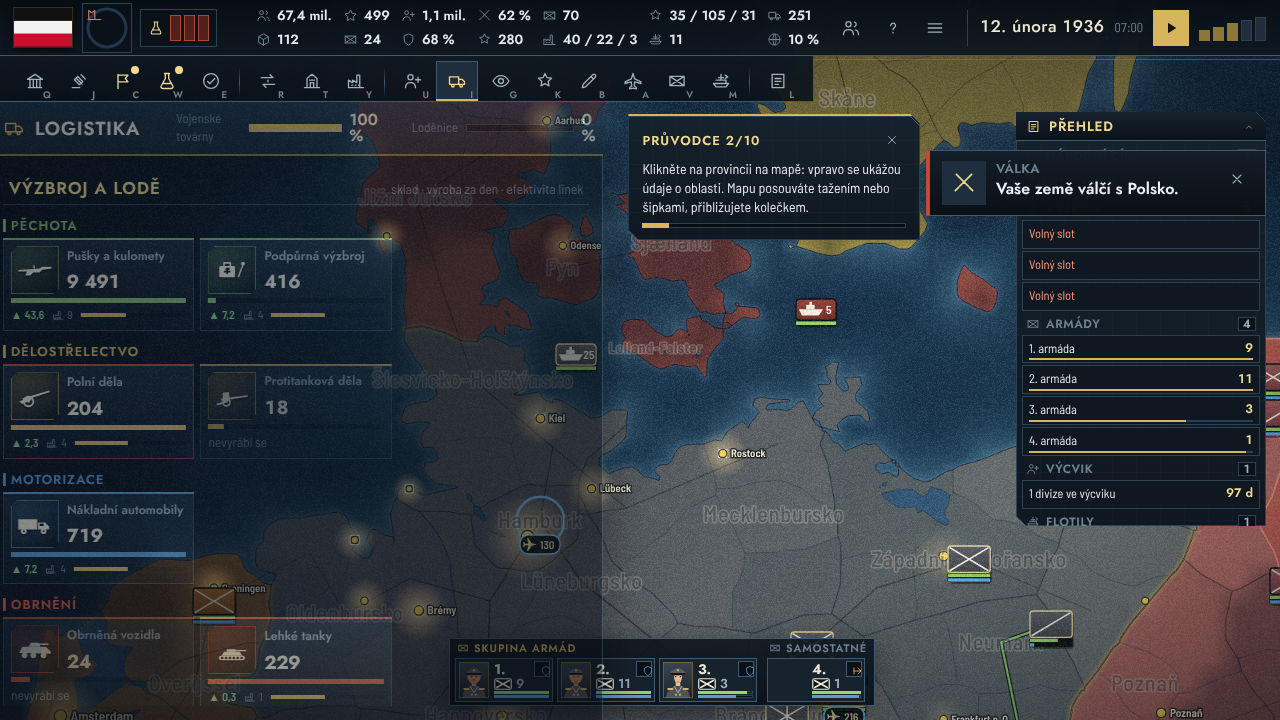 67,4 mil.
499
1,1 mil.
62 %
70
35 / 105 / 31
251
112
24
68 %
280
40 / 22 / 3
11
10 %
?
12. února 1936
07:00
Q
J
C
W
E
R
T
Y
U
I
G
K
B
A
V
M
L
LOGISTIKA
Vojenské továrny
100 %
Loděnice
0 %
VÝZBROJ A LODĚ
sklad · výroba za den · efektivita linek
PĚCHOTA
Pušky a kulomety
9 491
▲ 43,6
9
Podpůrná výzbroj
416
▲ 7,2
4
DĚLOSTŘELECTVO
Polní děla
204
▲ 2,3
4
Protitanková děla
18
nevyrábí se
MOTORIZACE
Nákladní automobily
719
▲ 7,2
4
OBRNĚNÍ
Obrněná vozidla
24
nevyrábí se
Lehké tanky
229
▲ 0,3
1
PRŮVODCE 2/10
Klikněte na provincii na mapě: vpravo se ukážou
údaje o oblasti. Mapu posouváte tažením nebo
šipkami, přibližujete kolečkem.
PŘEHLED
VÁLKA
Vaše země válčí s Polskem.
Volný slot
Volný slot
Volný slot
ARMÁDY
4
1. armáda
9
2. armáda
11
3. armáda
3
4. armáda
1
VÝCVIK
1
1 divize ve výcviku
97 d
FLOTILY
1
Skåne
Aarhus
Jižní Jutsko
Odense
Fyn
Sjælland
5
Lolland-Falster
25
Šlesvicko-Holštýnsko
Kiel
Rostock
Lübeck
Hamburk
130
Mecklenbursko
Lüneburgsko
Oldenbursko
Brémy
Neumark
Poznaň
Poznaň
Amsterdam
Hannoversko
216
Frankfurt n. O.
SKUPINA ARMÁD
SAMOSTATNÉ
1.
9
2.
11
3.
3
4.
1